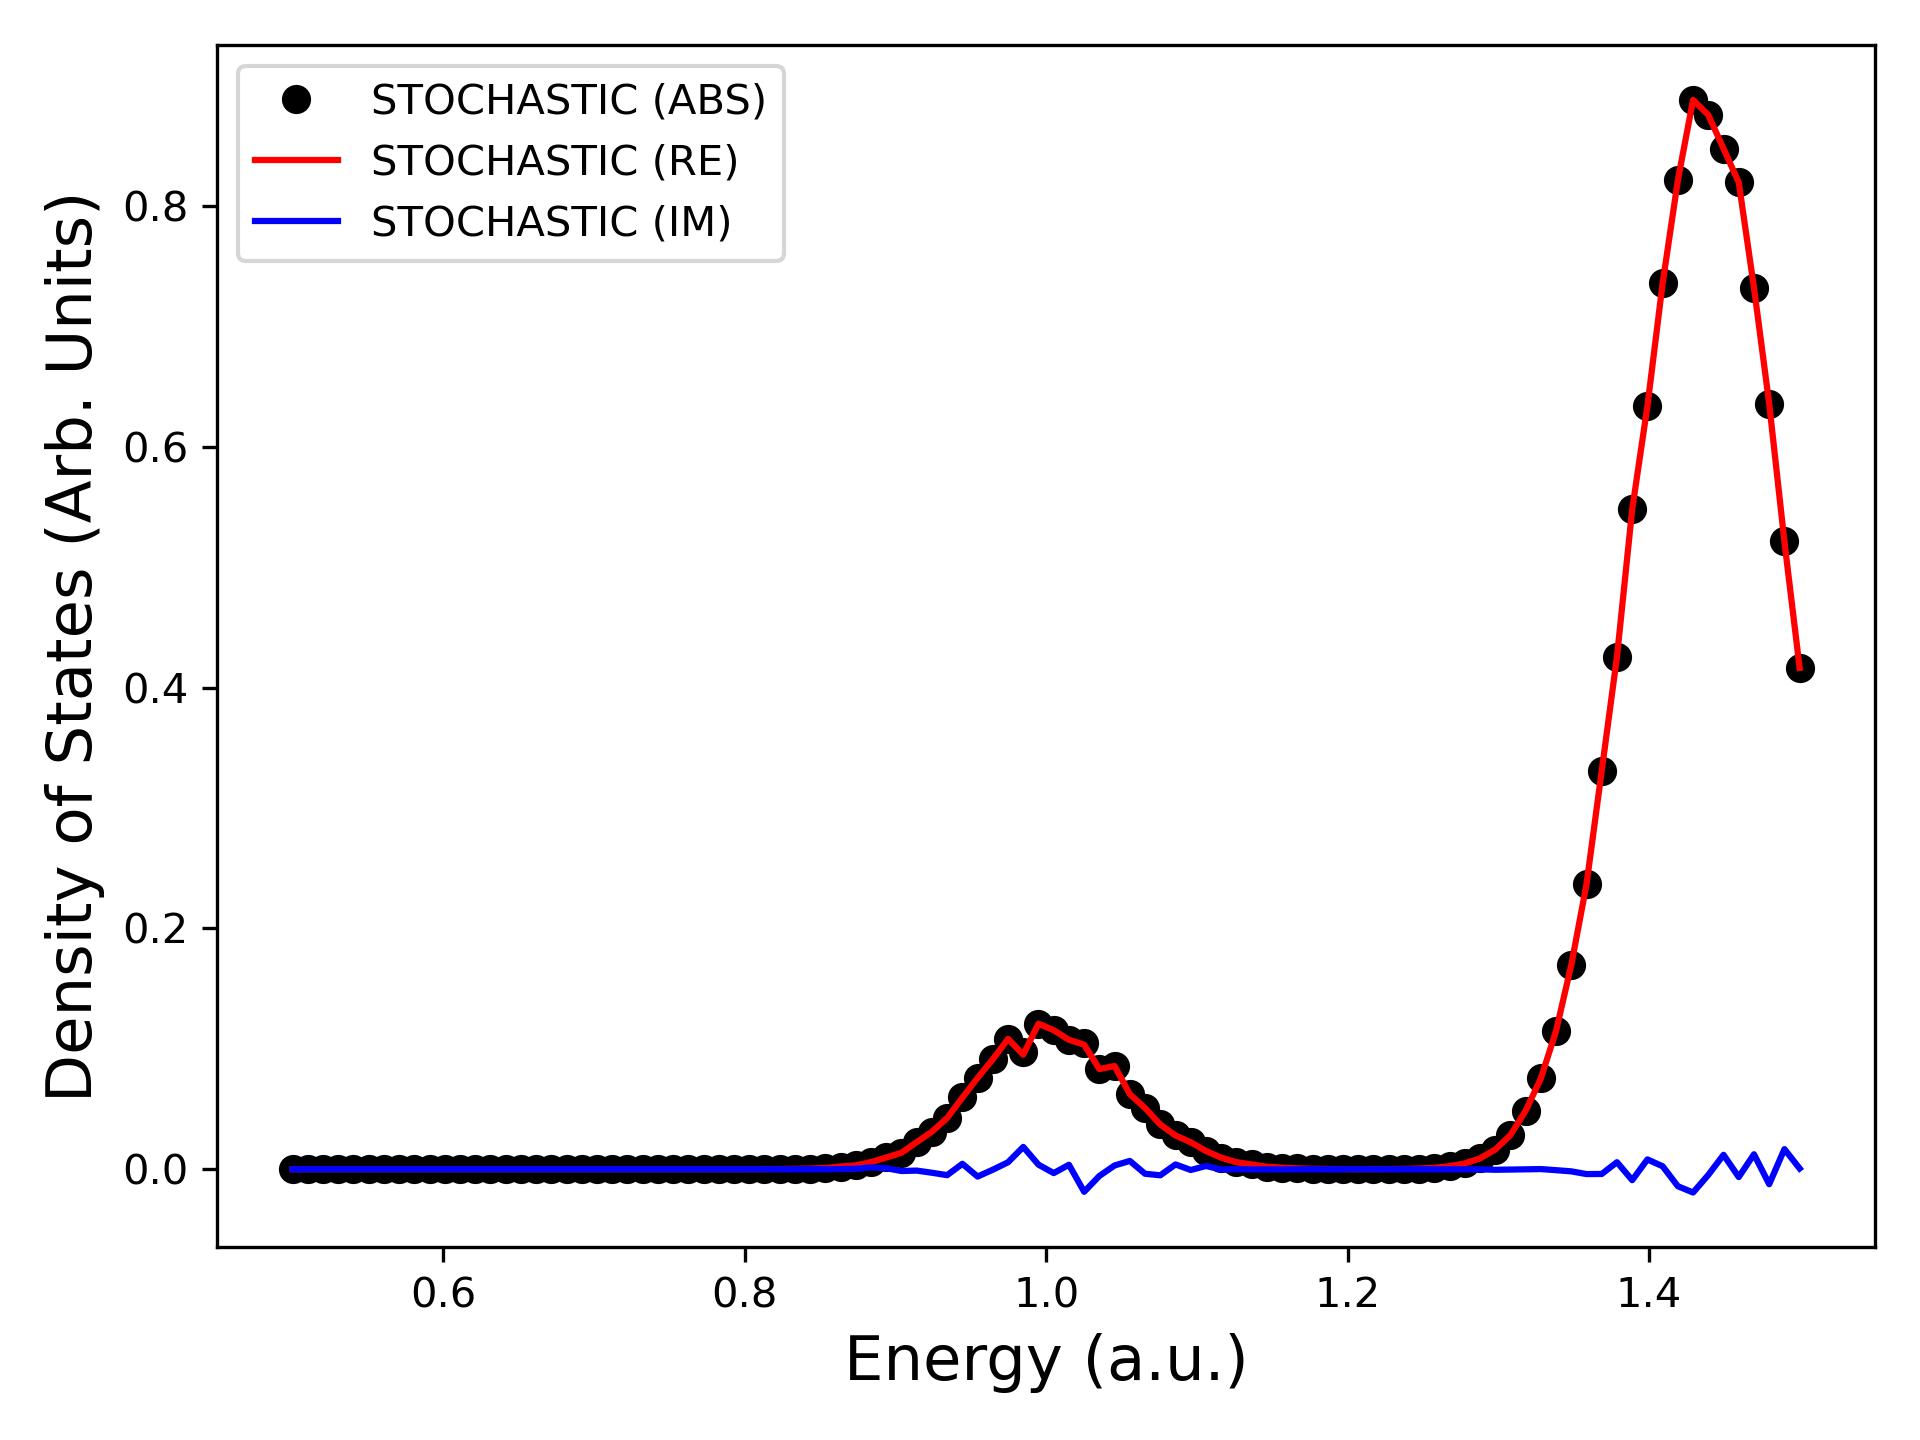 STOCHASTIC (ABS)
STOCHASTIC (RE)
STOCHASTIC (IM)
Density of States (Arb. Units)
0.8
0.6
0.4
0.2
0.0
0.6 0.8 1.0 1.2 1.4
Energy (a.u.)